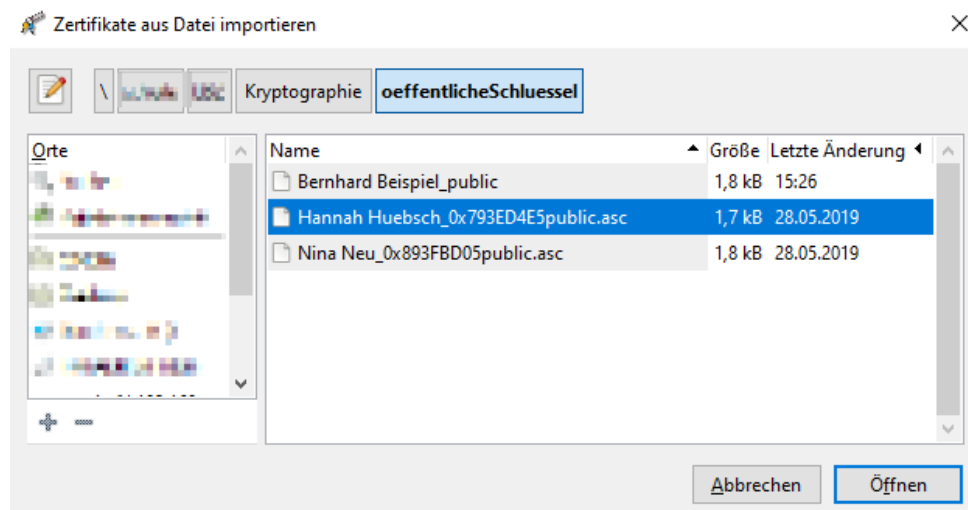 Zertifikate aus Datei importieren
\ Kryptographie oeffentlicheSchluessel
Orte
Name Größe Letzte Änderung
Bernhard Beispiel_public 1,8 kB 15:26
Hannah Huebsch_0x793ED4E5public.asc 1,7 kB 28.05.2019
Nina Neu_0x893FBD05public.asc 1,8 kB 28.05.2019
Abbrechen Öffnen